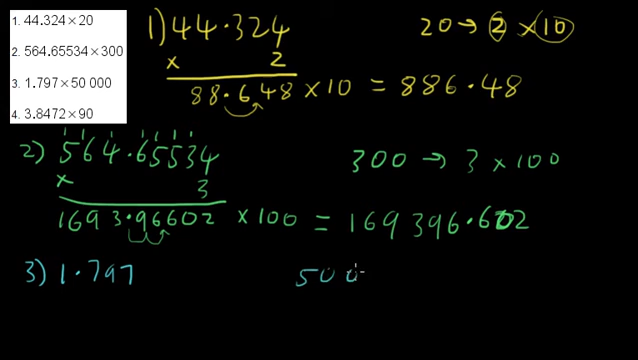 1. 44.324×20
2. 564.65534×300
3. 1.797×50 000
4. 3.8472×90
1) 44.324
× 2
88.648 × 10 = 886.48
20 → 2 × 10
2) 564.65534
× 3
1693.96602 × 100 = 169396.602
300 → 3 × 100
3) 1.797
500